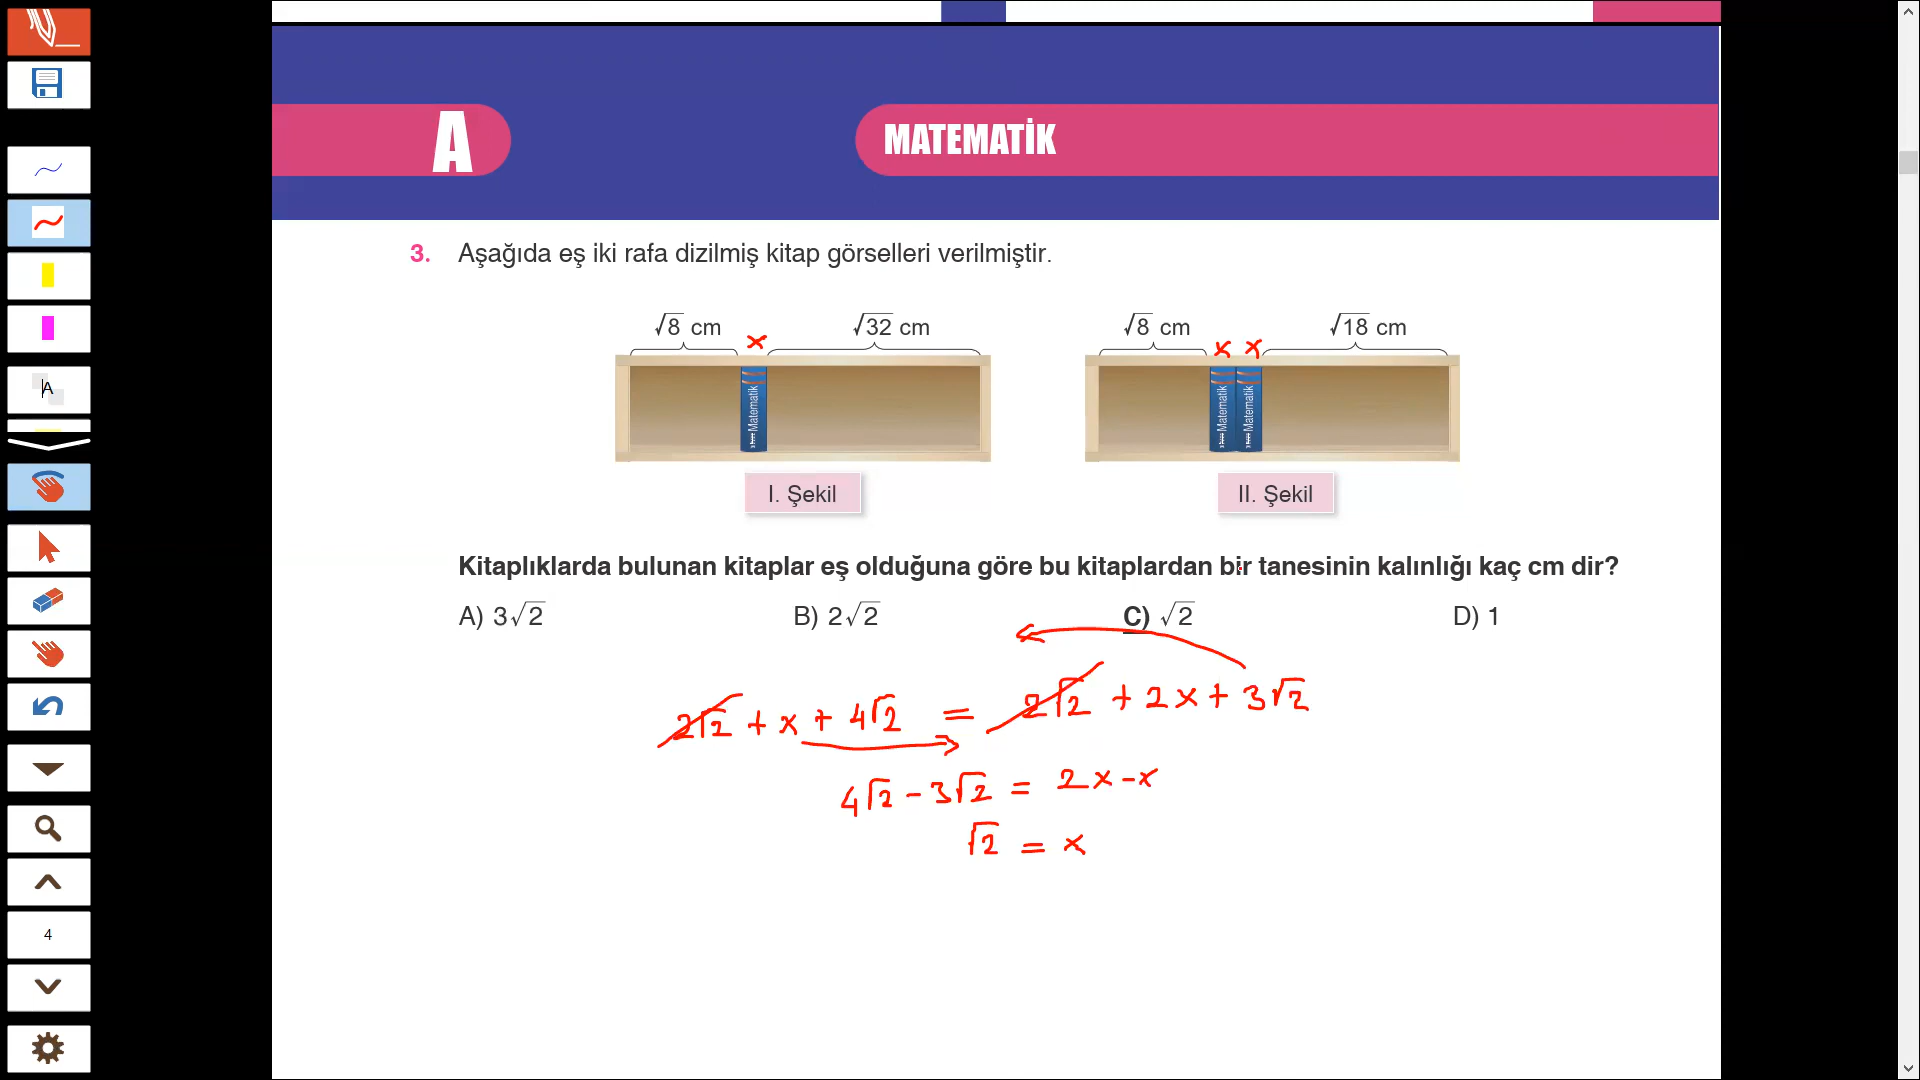 A
MATEMATİK
3. Aşağıda eş iki rafa dizilmiş kitap görselleri verilmiştir.
√8 cm x √32 cm
√8 cm x x √18 cm
Matematik
Matematik Matematik
I. Şekil
II. Şekil
Kitaplıklarda bulunan kitaplar eş olduğuna göre bu kitaplardan bir tanesinin kalınlığı kaç cm dir?
A) 3√2 B) 2√2 C) √2 D) 1
2√2 + x + 4√2 = 2√2 + 2x + 3√2
4√2 - 3√2 = 2x - x
√2 = x
A
4